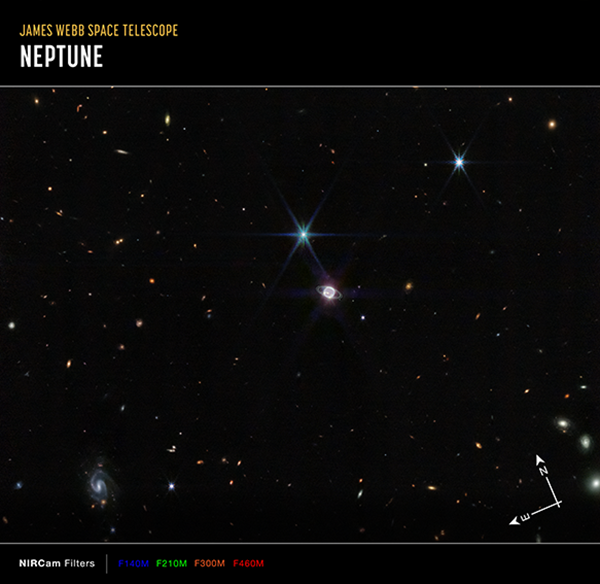 JAMES WEBB SPACE TELESCOPE
NEPTUNE
N
E
NIRCam Filters F140M F210M F300M F460M